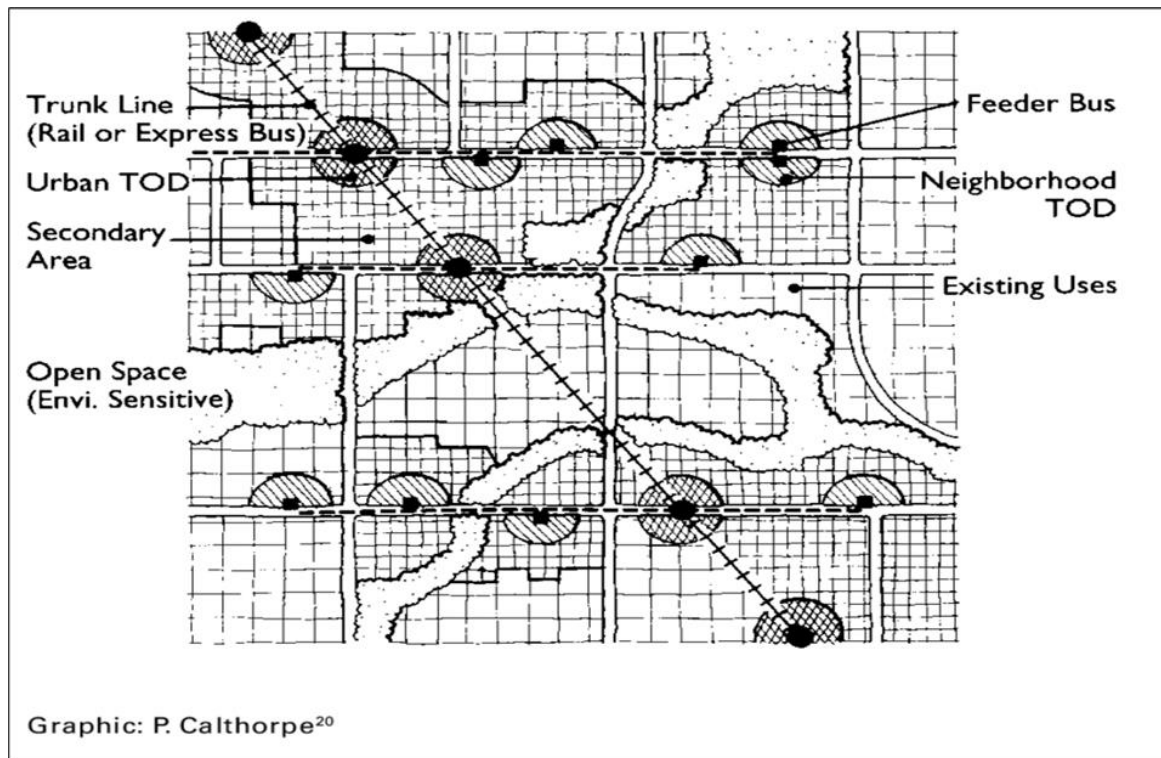 Trunk Line
(Rail or Express Bus)
Urban TOD
Secondary
Area
Open Space
(Envi. Sensitive)
Feeder Bus
Neighborhood
TOD
Existing Uses
Graphic: P. Calthorpe²⁰